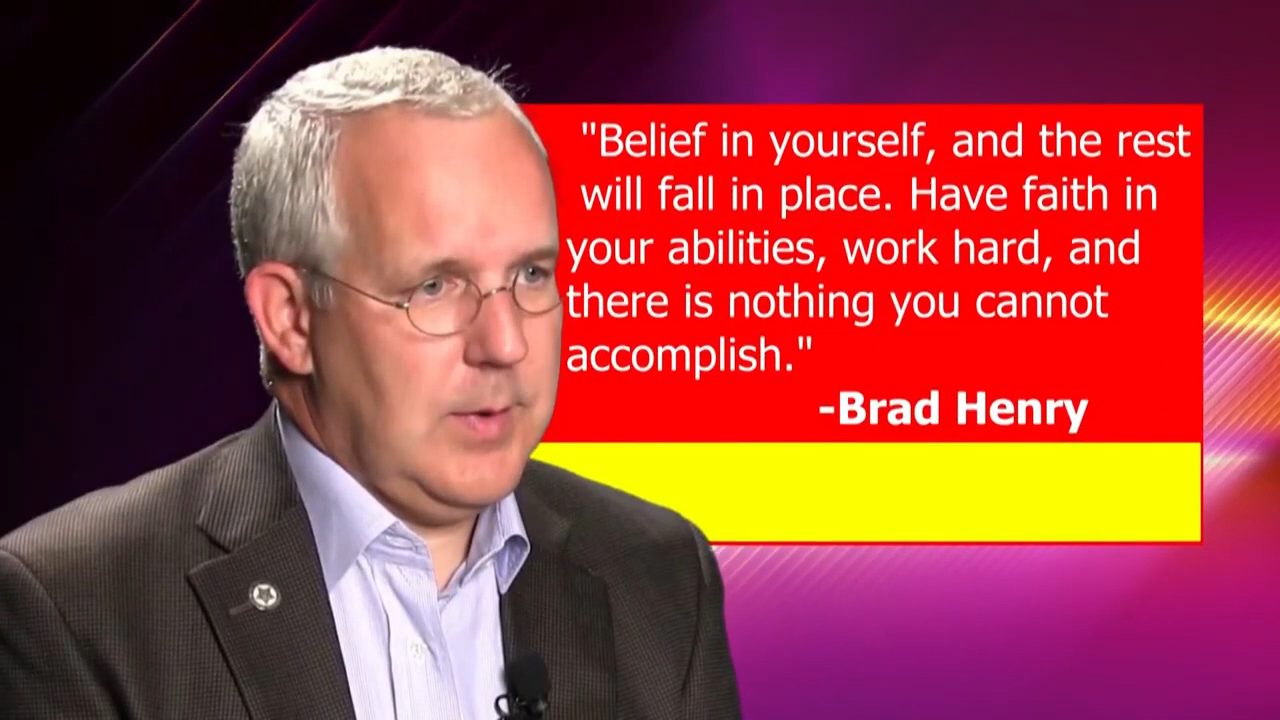 "Belief in yourself, and the rest
will fall in place. Have faith in
your abilities, work hard, and
there is nothing you cannot
accomplish."
-Brad Henry